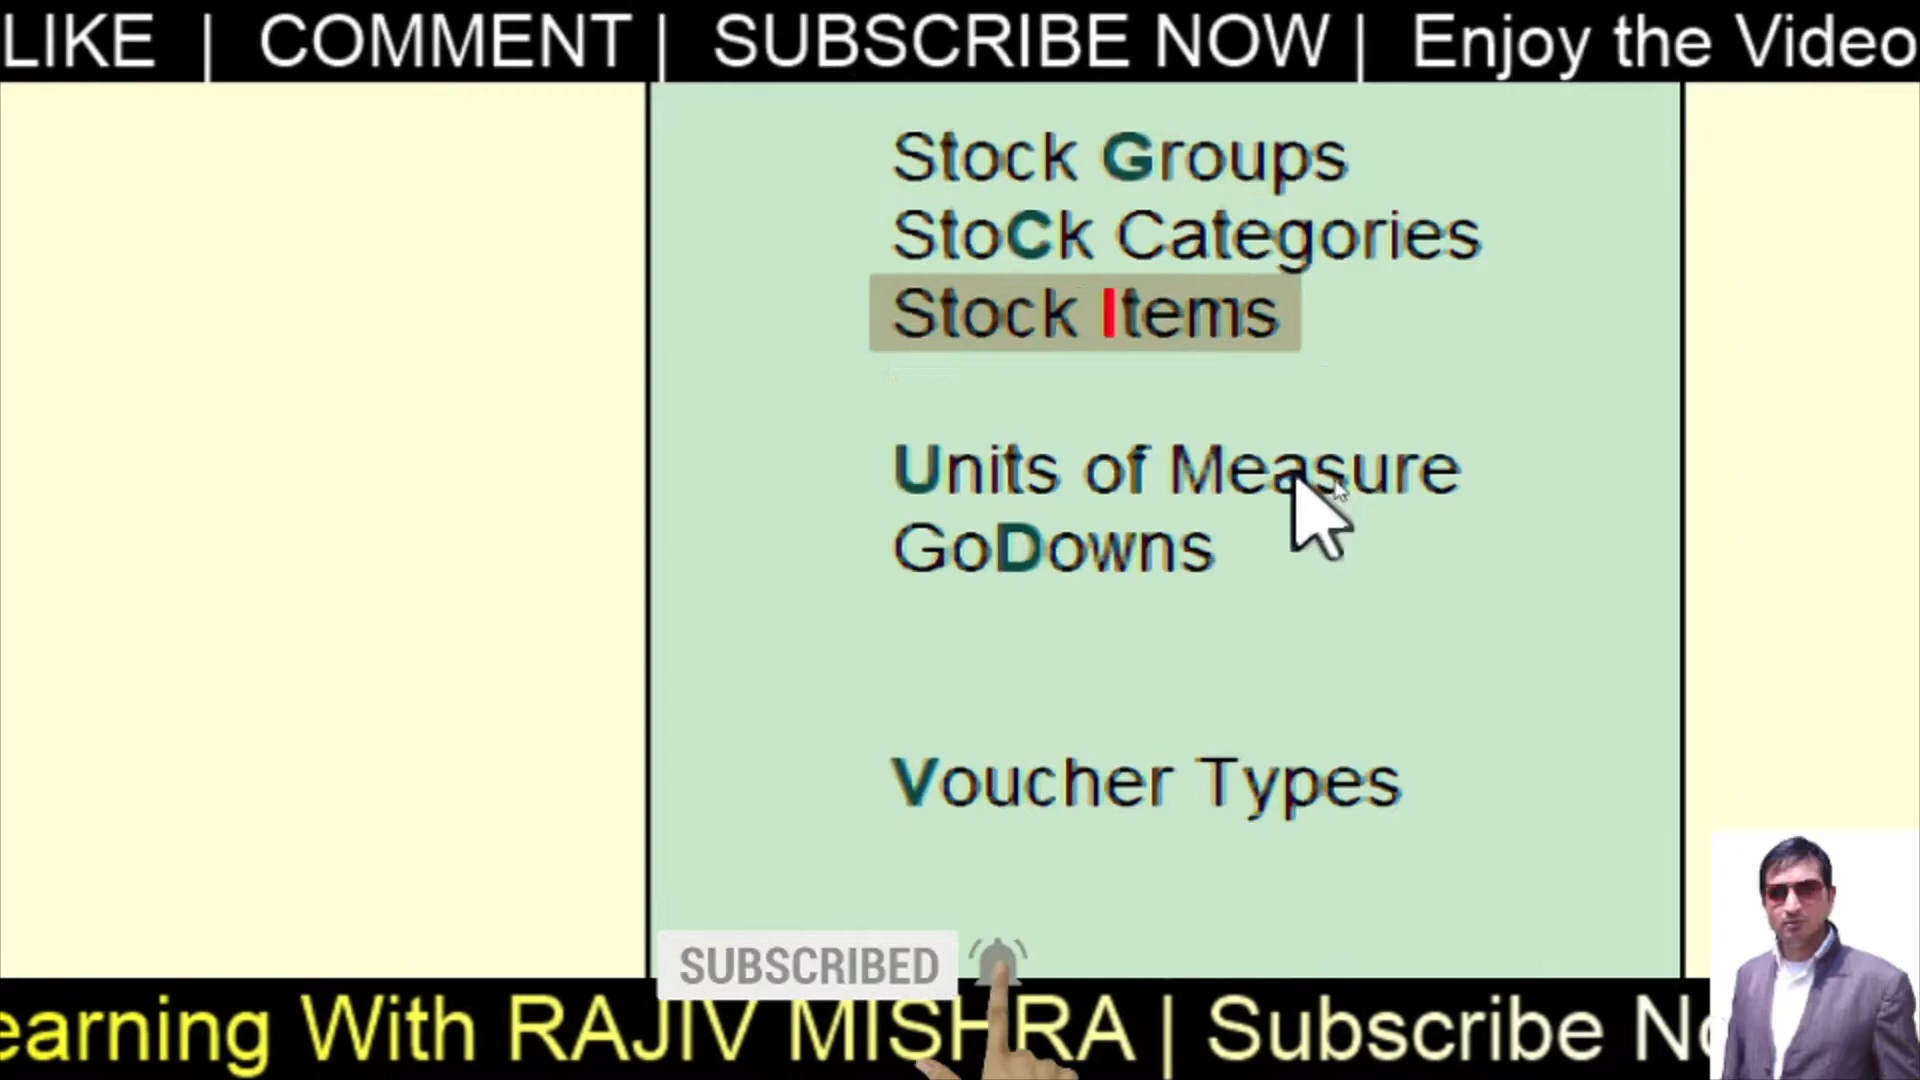 LIKE | COMMENT | SUBSCRIBE NOW | Enjoy the Video
Stock Groups
StoCk Categories
Stock Items
Units of Measure
GoDowns
Voucher Types
SUBSCRIBED
earning With RAJIV MISHRA | Subscribe No